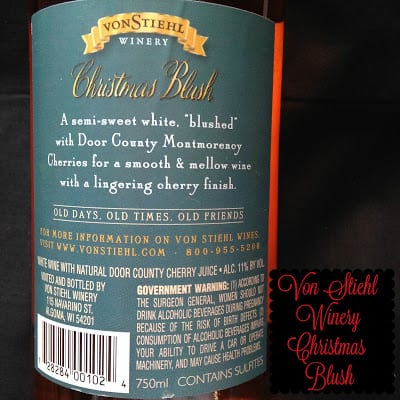 VON STIEHL
WINERY
Christmas Blush
A semi-sweet white, "blushed"
with Door County Montmorency
Cherries for a smooth & mellow wine
with a lingering cherry finish.
OLD DAYS, OLD TIMES, OLD FRIENDS
FOR MORE INFORMATION ON VON STIEHL WINES,
VISIT WWW.VONSTIEHL.COM · 800-955-5208
WHITE WINE WITH NATURAL DOOR COUNTY CHERRY JUICE • ALC. 11% BY VOL.
VINTED AND BOTTLED BY
VON STIEHL WINERY
115 NAVARINO ST.
ALGOMA, WI 54201
1 28284 00102 4
GOVERNMENT WARNING: (1) ACCORDING TO
THE SURGEON GENERAL, WOMEN SHOULD NOT
DRINK ALCOHOLIC BEVERAGES DURING PREGNANCY
BECAUSE OF THE RISK OF BIRTH DEFECTS. (2)
CONSUMPTION OF ALCOHOLIC BEVERAGES IMPAIRS
YOUR ABILITY TO DRIVE A CAR OR OPERATE
MACHINERY, AND MAY CAUSE HEALTH PROBLEMS.
750ml CONTAINS SULFITES
Von Stiehl
Winery
Christmas
Blush